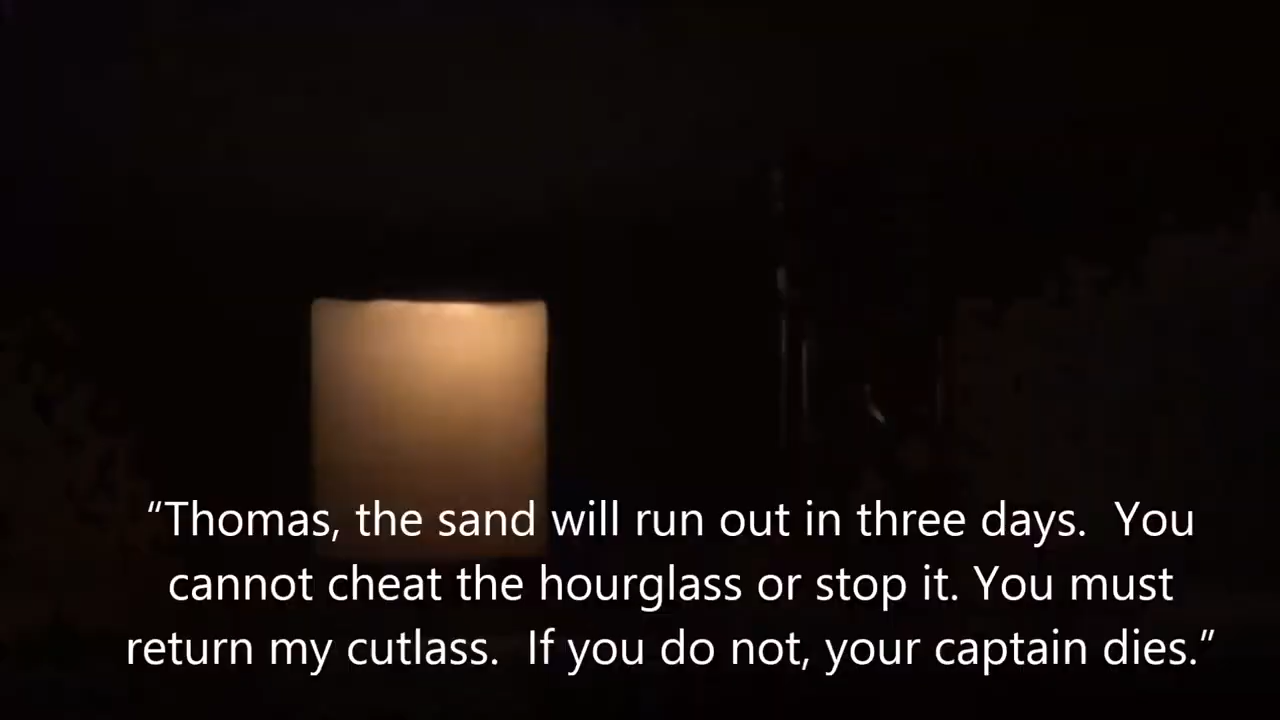 “Thomas, the sand will run out in three days.  You
cannot cheat the hourglass or stop it. You must
return my cutlass.  If you do not, your captain dies.”